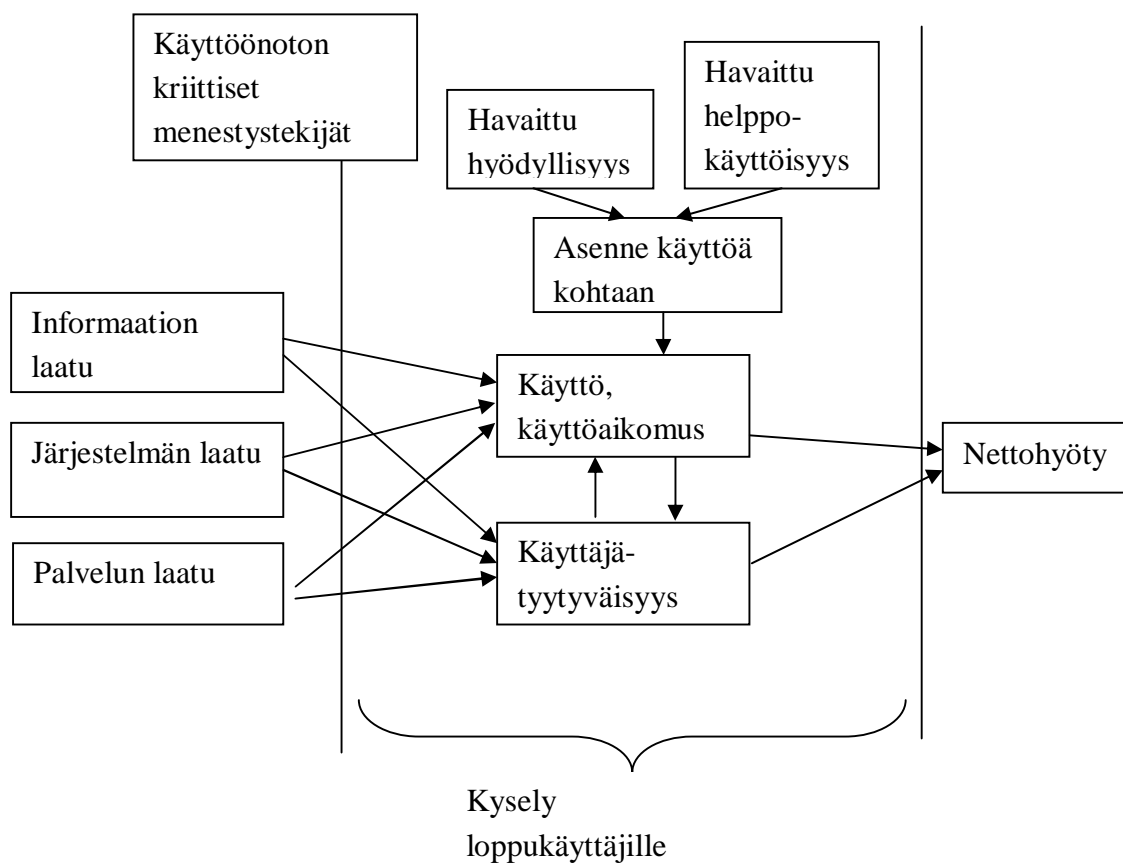 Käyttöönoton
kriittiset
menestystekijät
Havaittu
hyödyllisyys
Havaittu
helppo-
käyttöisyys
Asenne käyttöä
kohtaan
Informaation
laatu
Järjestelmän laatu
Palvelun laatu
Käyttö,
käyttöaikomus
Käyttäjä-
tyytyväisyys
Nettohyöty
Kysely
loppukäyttäjille